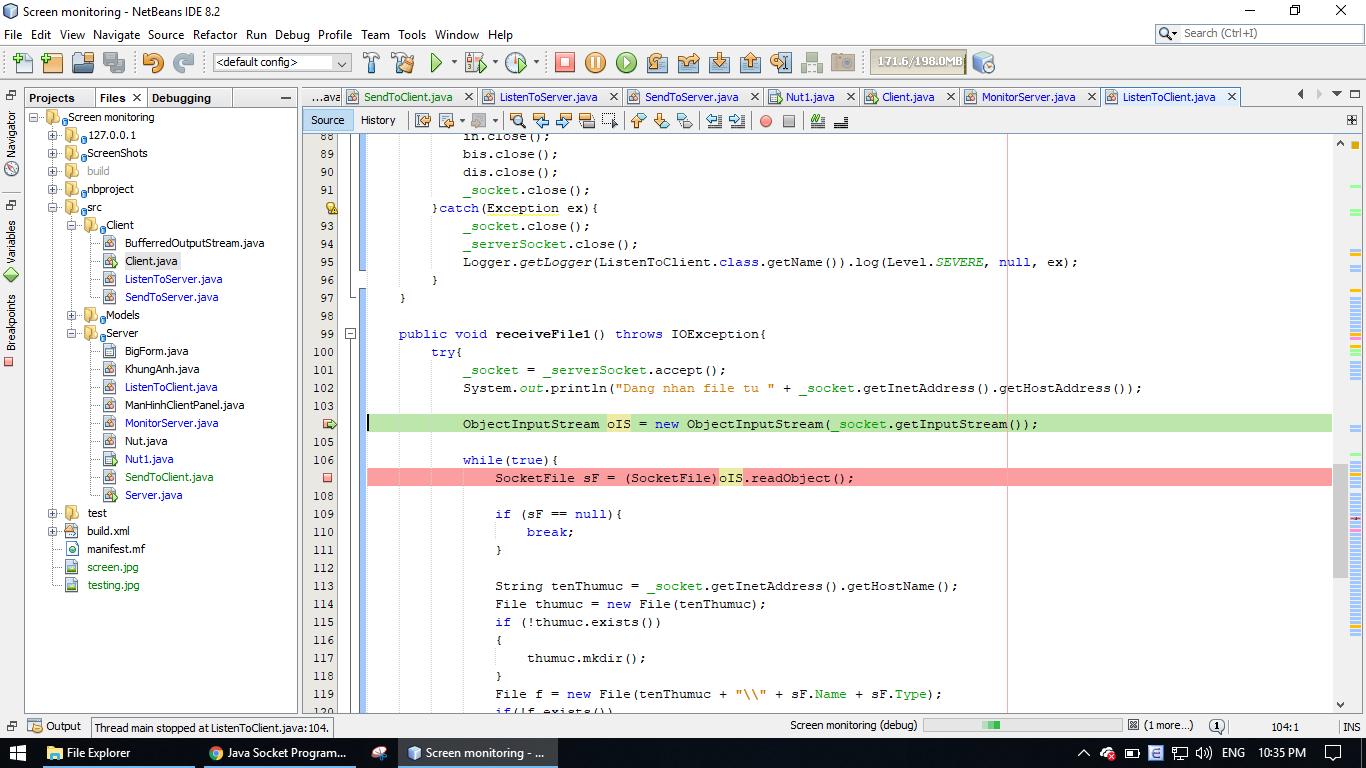 Screen monitoring - NetBeans IDE 8.2
File Edit View Navigate Source Refactor Run Debug Profile Team Tools Window Help
Search (Ctrl+I)
<default config>
171.6/198.0MB
Projects Files Debugging
...ava SendToClient.java ListenToServer.java SendToServer.java Nut1.java Client.java MonitorServer.java ListenToClient.java
Source History
Navigator
Variables
Breakpoints
Screen monitoring
127.0.0.1
ScreenShots
build
nbproject
src
Client
BufferredOutputStream.java
Client.java
ListenToServer.java
SendToServer.java
Models
Server
BigForm.java
KhungAnh.java
ListenToClient.java
ManHinhClientPanel.java
MonitorServer.java
Nut.java
Nut1.java
SendToClient.java
Server.java
test
build.xml
manifest.mf
screen.jpg
testing.jpg
88 in.close();
89 bis.close();
90 dis.close();
91 _socket.close();
}catch(Exception ex){
93 _socket.close();
94 _serverSocket.close();
95 Logger.getLogger(ListenToClient.class.getName()).log(Level.SEVERE, null, ex);
96 }
97 }
98
99 public void receiveFile1() throws IOException{
100 try{
101 _socket = _serverSocket.accept();
102 System.out.println("Dang nhan file tu " + _socket.getInetAddress().getHostAddress());
103
ObjectInputStream oIS = new ObjectInputStream(_socket.getInputStream());
105
106 while(true){
SocketFile sF = (SocketFile)oIS.readObject();
108
109 if (sF == null){
110 break;
111 }
112
113 String tenThumuc = _socket.getInetAddress().getHostName();
114 File thumuc = new File(tenThumuc);
115 if (!thumuc.exists())
116 {
117 thumuc.mkdir();
118 }
119 File f = new File(tenThumuc + "\\" + sF.Name + sF.Type);
120 if(!f.exists())
Output
Thread main stopped at ListenToClient.java:104.
Screen monitoring (debug) (1 more...) 1 104:1 INS
File Explorer Java Socket Program... Screen monitoring - ... ENG 10:35 PM